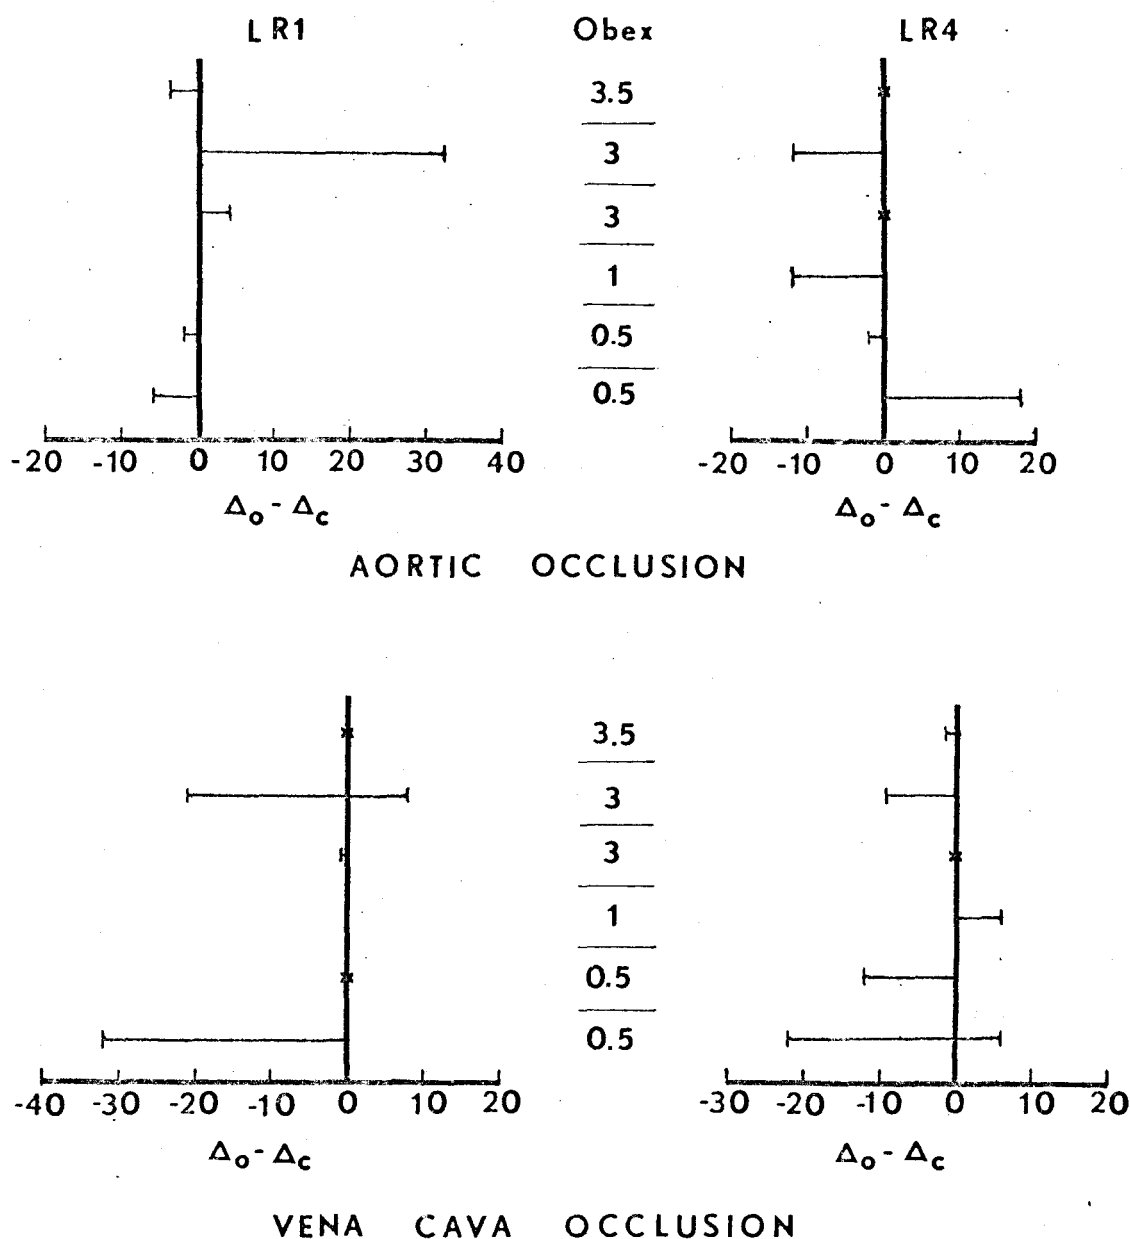 LR1 Obex LR4
3.5
3
3
1
0.5
0.5
-20 -10 0 10 20 30 40 -20 -10 0 10 20
Δo - Δc Δo - Δc
AORTIC OCCLUSION
3.5
3
3
1
0.5
0.5
-40 -30 -20 -10 0 10 20 -30 -20 -10 0 10 20
Δo - Δc Δo - Δc
VENA CAVA OCCLUSION